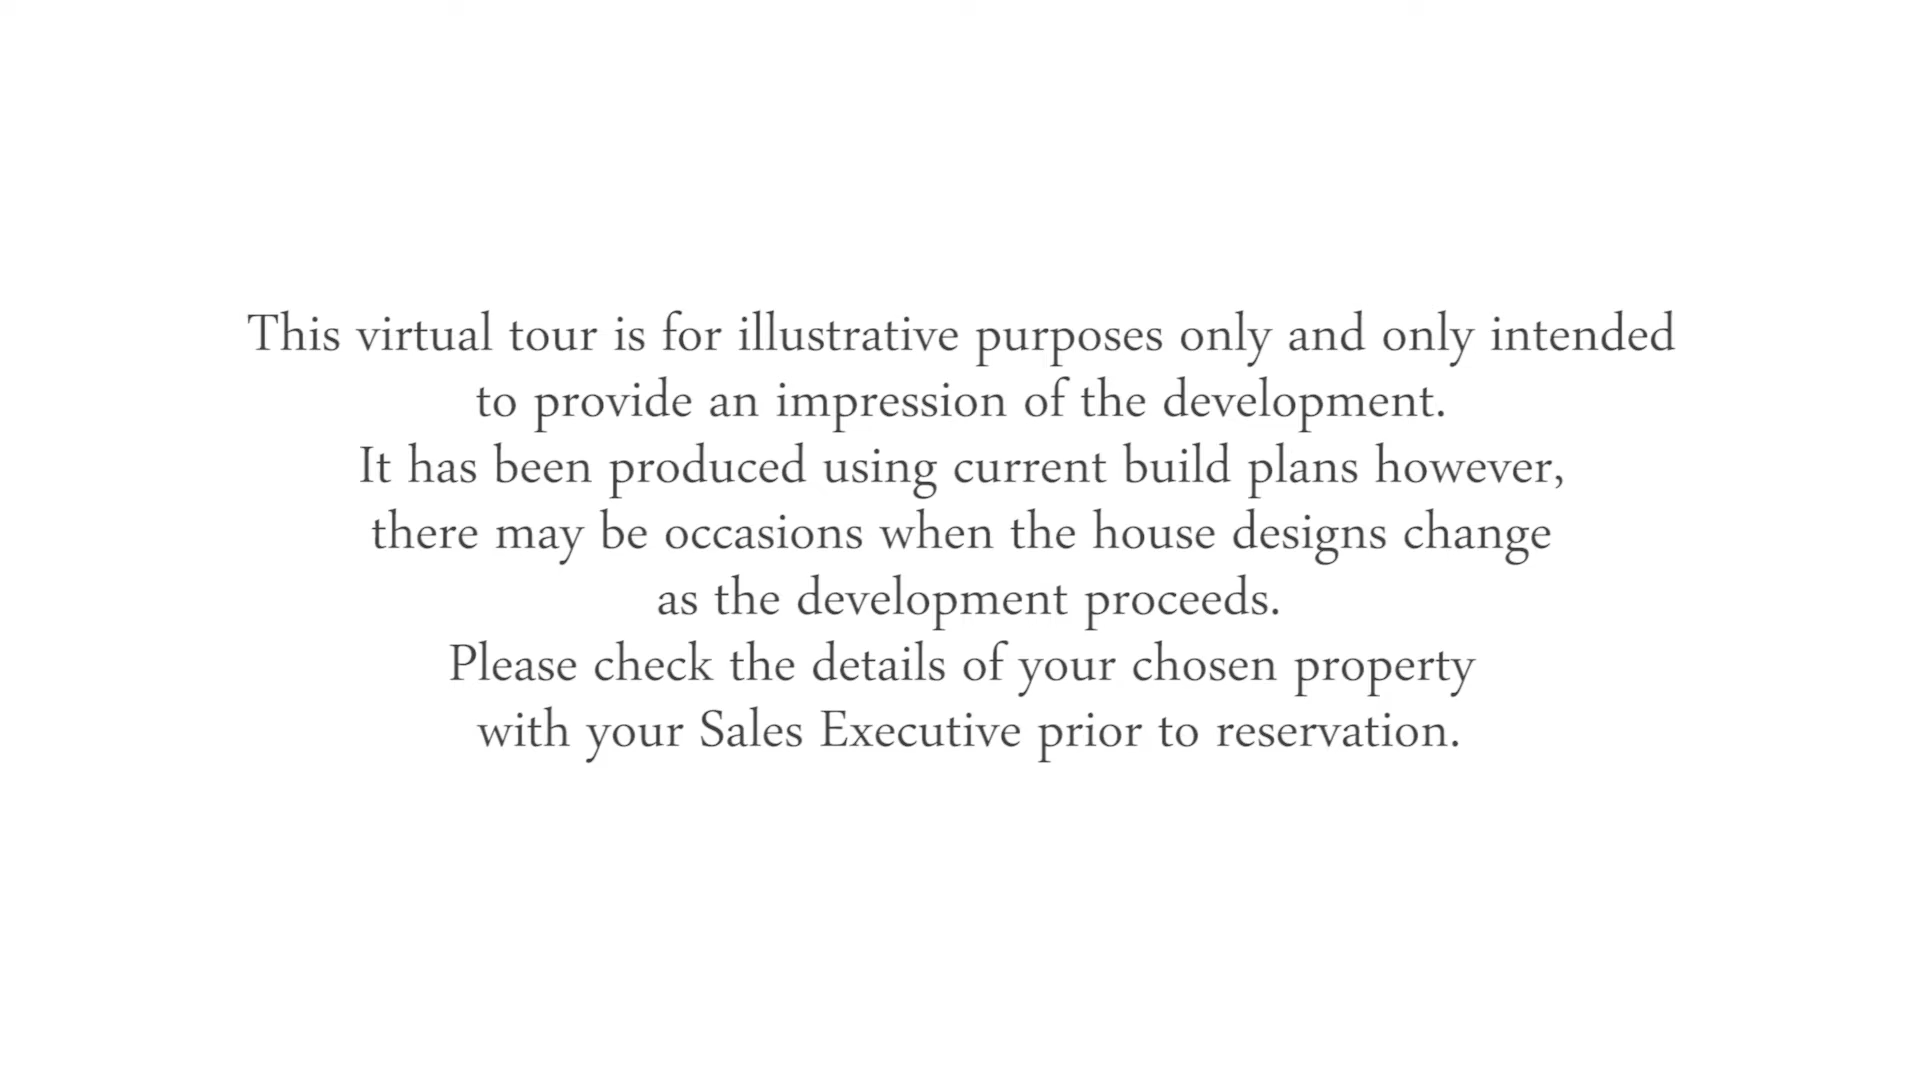 This virtual tour is for illustrative purposes only and only intended
to provide an impression of the development.
It has been produced using current build plans however,
there may be occasions when the house designs change
as the development proceeds.
Please check the details of your chosen property
with your Sales Executive prior to reservation.